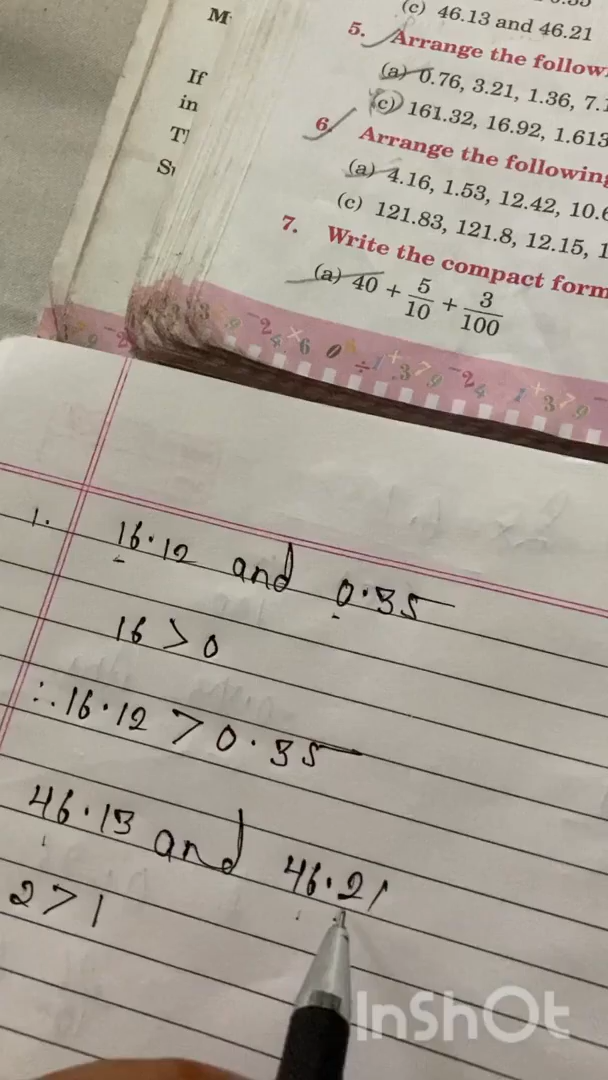 M
(c) 46.13 and 46.21
5. Arrange the follow
(a) 0.76, 3.21, 1.36, 7.1
If
in
(c) 161.32, 16.92, 1.613
6. Arrange the following
(a) 4.16, 1.53, 12.42, 10.6
(c) 121.83, 121.8, 12.15, 1
7. Write the compact form
(a) 40 + 5/10 + 3/100
1. 16.12 and 0.35
16 > 0
∴ 16.12 > 0.35
46.13 and 46.21
2 > 1
InShOt